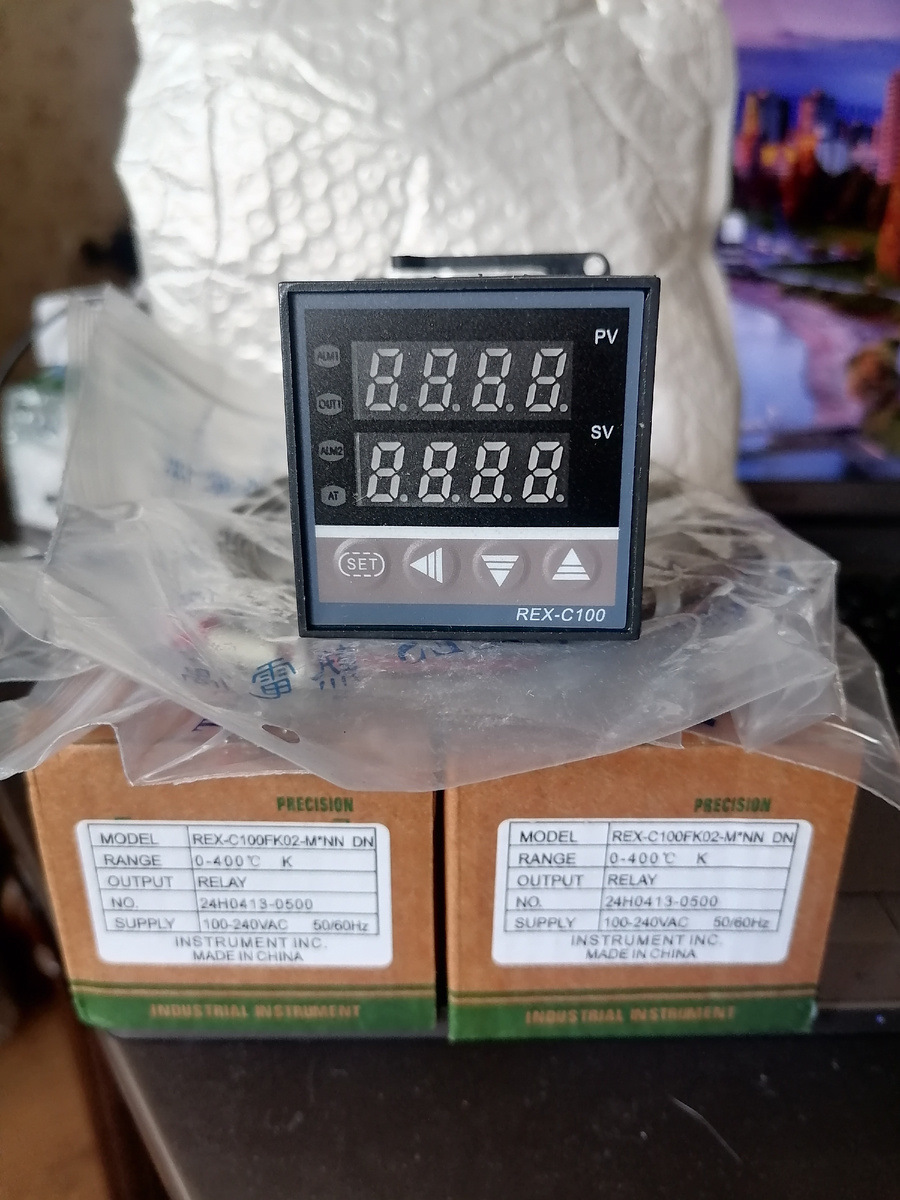 PV
ALM1
OUT1
SV
ALM2
AT
SET
REX-C100
PRECISION
MODEL REX-C100FK02-M*NN DN
RANGE 0-400℃ K
OUTPUT RELAY
NO. 24H0413-0500
SUPPLY 100-240VAC 50/60Hz
INSTRUMENT INC.
MADE IN CHINA
INDUSTRIAL INSTRUMENT
PRECISION
MODEL REX-C100FK02-M*NN DN
RANGE 0-400℃ K
OUTPUT RELAY
NO. 24H0413-0500
SUPPLY 100-240VAC 50/60Hz
INSTRUMENT INC.
MADE IN CHINA
INDUSTRIAL INSTRUMENT